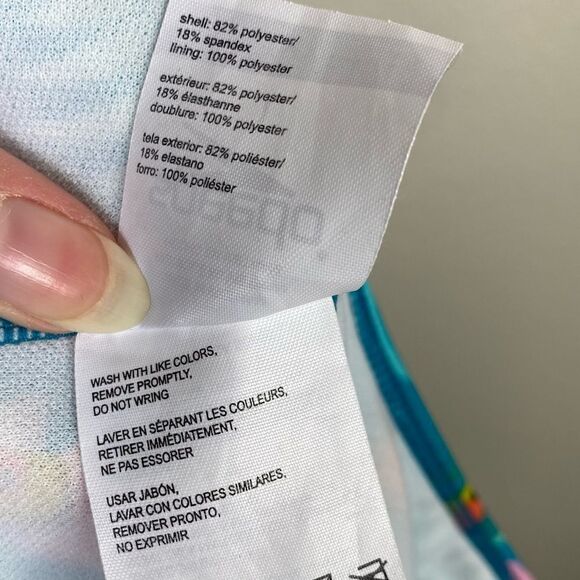 shell: 82% polyester/
18% spandex
lining: 100% polyester
extérieur: 82% polyester/
18% élasthanne
doublure: 100% polyester
tela exterior: 82% poliéster/
18% elastano
forro: 100% poliéster
WASH WITH LIKE COLORS,
REMOVE PROMPTLY,
DO NOT WRING
LAVER EN SÉPARANT LES COULEURS,
RETIRER IMMÉDIATEMENT,
NE PAS ESSORER
USAR JABÓN,
LAVAR CON COLORES SIMILARES,
REMOVER PRONTO,
NO EXPRIMIR